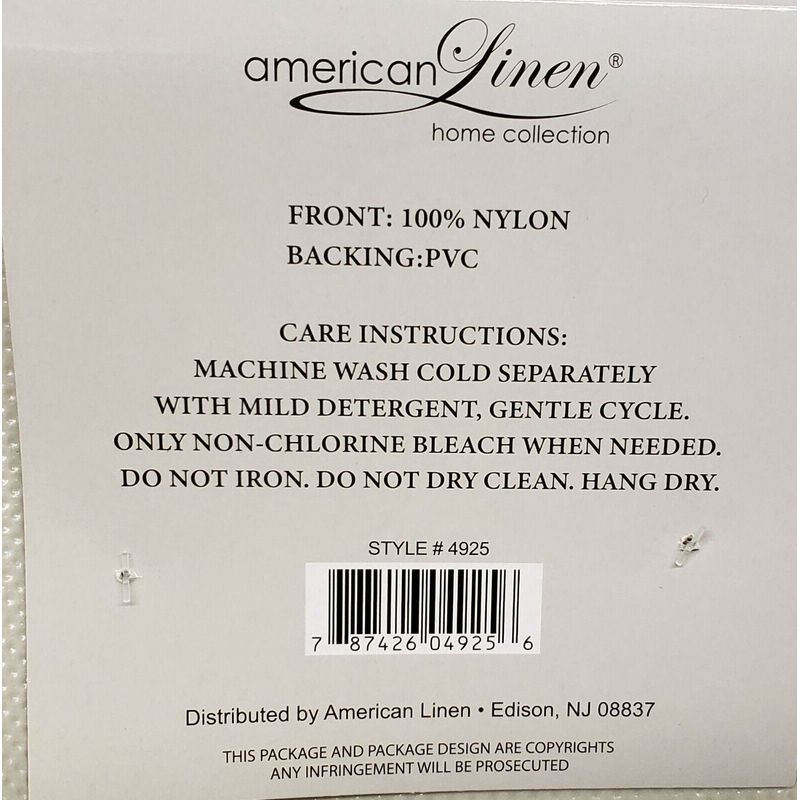 american Linen®
home collection
FRONT: 100% NYLON
BACKING:PVC
CARE INSTRUCTIONS:
MACHINE WASH COLD SEPARATELY
WITH MILD DETERGENT, GENTLE CYCLE.
ONLY NON-CHLORINE BLEACH WHEN NEEDED.
DO NOT IRON. DO NOT DRY CLEAN. HANG DRY.
STYLE # 4925
7 87426 04925 6
Distributed by American Linen • Edison, NJ 08837
THIS PACKAGE AND PACKAGE DESIGN ARE COPYRIGHTS
ANY INFRINGEMENT WILL BE PROSECUTED